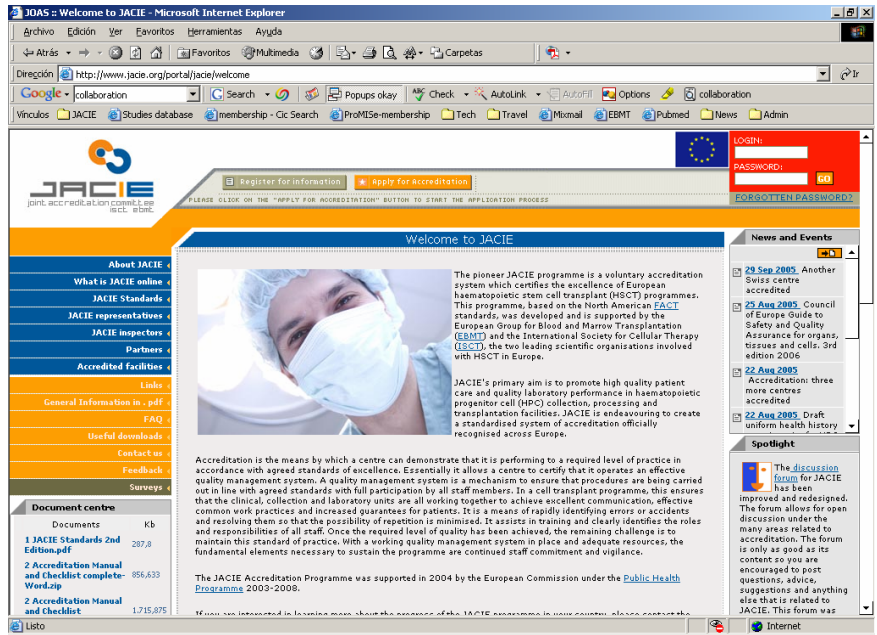 JOAS :: Welcome to JACIE - Microsoft Internet Explorer
Archivo Edición Ver Favoritos Herramientas Ayuda
Atrás Favoritos Multimedia Carpetas
Dirección http://www.jacie.org/portal/jacie/welcome Ir
Google collaboration Search Popups okay ABC Check AutoLink AutoFill Options collaboration
Vínculos JACIE Studies database membership - Cic Search ProMISe-membership Tech Travel Mixmail EBMT Pubmed News Admin
JACIE
joint accreditation committee
isct ebmt
Register for information Apply for Accreditation
PLEASE CLICK ON THE "APPLY FOR ACCREDITATION" BUTTON TO START THE APPLICATION PROCESS
LOGIN:
PASSWORD:
GO
FORGOTTEN PASSWORD?
About JACIE
What is JACIE online
JACIE Standards
JACIE representatives
JACIE inspectors
Partners
Accredited facilities
Links
General Information in . pdf
FAQ
Useful downloads
Contact us
Feedback
Surveys
Document centre
Documents Kb
1 JACIE Standards 2nd
Edition.pdf 287,8
2 Accreditation Manual
and Checklist complete-
Word.zip 856,633
2 Accreditation Manual
and Checklist 1.715,875
Welcome to JACIE
The pioneer JACIE programme is a voluntary accreditation
system which certifies the excellence of European
haematopoietic stem cell transplant (HSCT) programmes.
This programme, based on the North American FACT
standards, was developed and is supported by the
European Group for Blood and Marrow Transplantation
(EBMT) and the International Society for Cellular Therapy
(ISCT), the two leading scientific organisations involved
with HSCT in Europe.
JACIE's primary aim is to promote high quality patient
care and quality laboratory performance in haematopoietic
progenitor cell (HPC) collection, processing and
transplantation facilities. JACIE is endeavouring to create
a standardised system of accreditation officially
recognised across Europe.
Accreditation is the means by which a centre can demonstrate that it is performing to a required level of practice in
accordance with agreed standards of excellence. Essentially it allows a centre to certify that it operates an effective
quality management system. A quality management system is a mechanism to ensure that procedures are being carried
out in line with agreed standards with full participation by all staff members. In a cell transplant programme, this ensures
that the clinical, collection and laboratory units are all working together to achieve excellent communication, effective
common work practices and increased guarantees for patients. It is a means of rapidly identifying errors or accidents
and resolving them so that the possibility of repetition is minimised. It assists in training and clearly identifies the roles
and responsibilities of all staff. Once the required level of quality has been achieved, the remaining challenge is to
maintain this standard of practice. With a working quality management system in place and adequate resources, the
fundamental elements necessary to sustain the programme are continued staff commitment and vigilance.
The JACIE Accreditation Programme was supported in 2004 by the European Commission under the Public Health
Programme 2003-2008.
If you are interested in learning more about the progress of the JACIE programme in your country, please contact the
News and Events
29 Sep 2005 Another
Swiss centre
accredited
25 Aug 2005 Council
of Europe Guide to
Safety and Quality
Assurance for organs,
tissues and cells. 3rd
edition 2006
22 Aug 2005
Accreditation: three
more centres
accredited
22 Aug 2005 Draft
uniform health history
Spotlight
The discussion
forum for JACIE
has been
improved and redesigned.
The forum allows for open
discussion under the
many areas related to
accreditation. The forum
is only as good as its
content so you are
encouraged to post
questions, advice,
suggestions and anything
else that is related to
JACIE. This forum was
Listo Internet